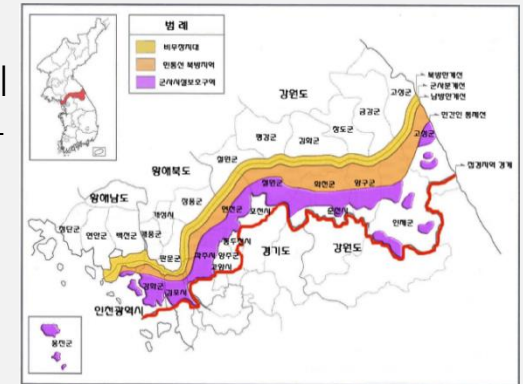 범 례
비무장지대
민통선 북방지역
군사시설보호구역
북방한계선
군사분계선
남방한계선
민간인 통제선
접경지역 경계
강원도
고성군
금강군
창도군
김화군
평강군
철원군
황해북도
장풍군
황해남도
개성시
청단군
연안군
배천군
판문군
철원군
화천군
양구군
고성군
연천군
포천시
춘천시
인제군
동두천시
파주시
양주군
고양시
경기도
강원도
강화군
김포시
인천광역시
옹진군